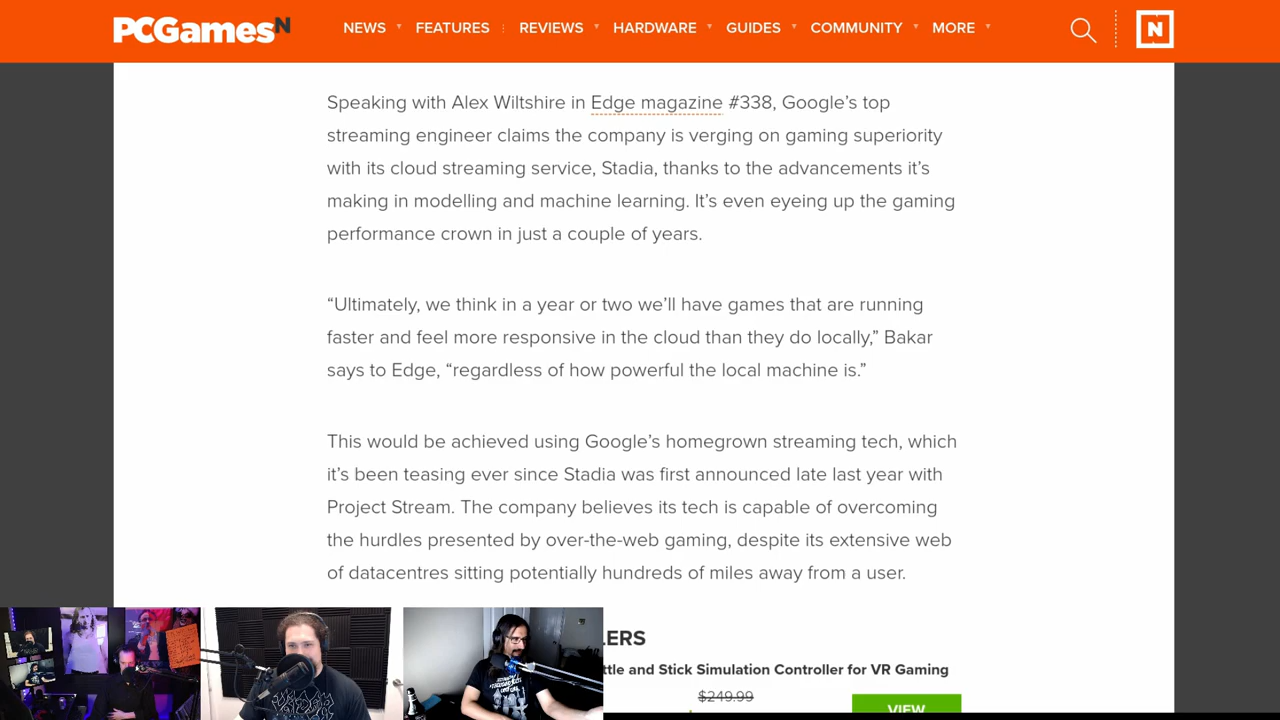 PCGamesN
NEWS FEATURES REVIEWS HARDWARE GUIDES COMMUNITY MORE
N
Speaking with Alex Wiltshire in Edge magazine #338, Google’s top
streaming engineer claims the company is verging on gaming superiority
with its cloud streaming service, Stadia, thanks to the advancements it’s
making in modelling and machine learning. It’s even eyeing up the gaming
performance crown in just a couple of years.
“Ultimately, we think in a year or two we’ll have games that are running
faster and feel more responsive in the cloud than they do locally,” Bakar
says to Edge, “regardless of how powerful the local machine is.”
This would be achieved using Google’s homegrown streaming tech, which
it’s been teasing ever since Stadia was first announced late last year with
Project Stream. The company believes its tech is capable of overcoming
the hurdles presented by over-the-web gaming, despite its extensive web
of datacentres sitting potentially hundreds of miles away from a user.
LERS
ttle and Stick Simulation Controller for VR Gaming
$249.99
VIEW